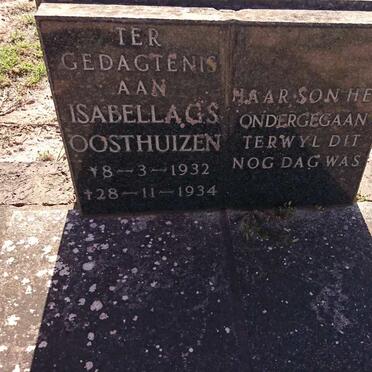 TER
GEDAGTENIS
AAN
ISABELLA G S
OOSTHUIZEN
*8-3-1932
†28-11-1934
HAAR SON HE
ONDERGEGAAN
TERWYL DIT
NOG DAG WAS